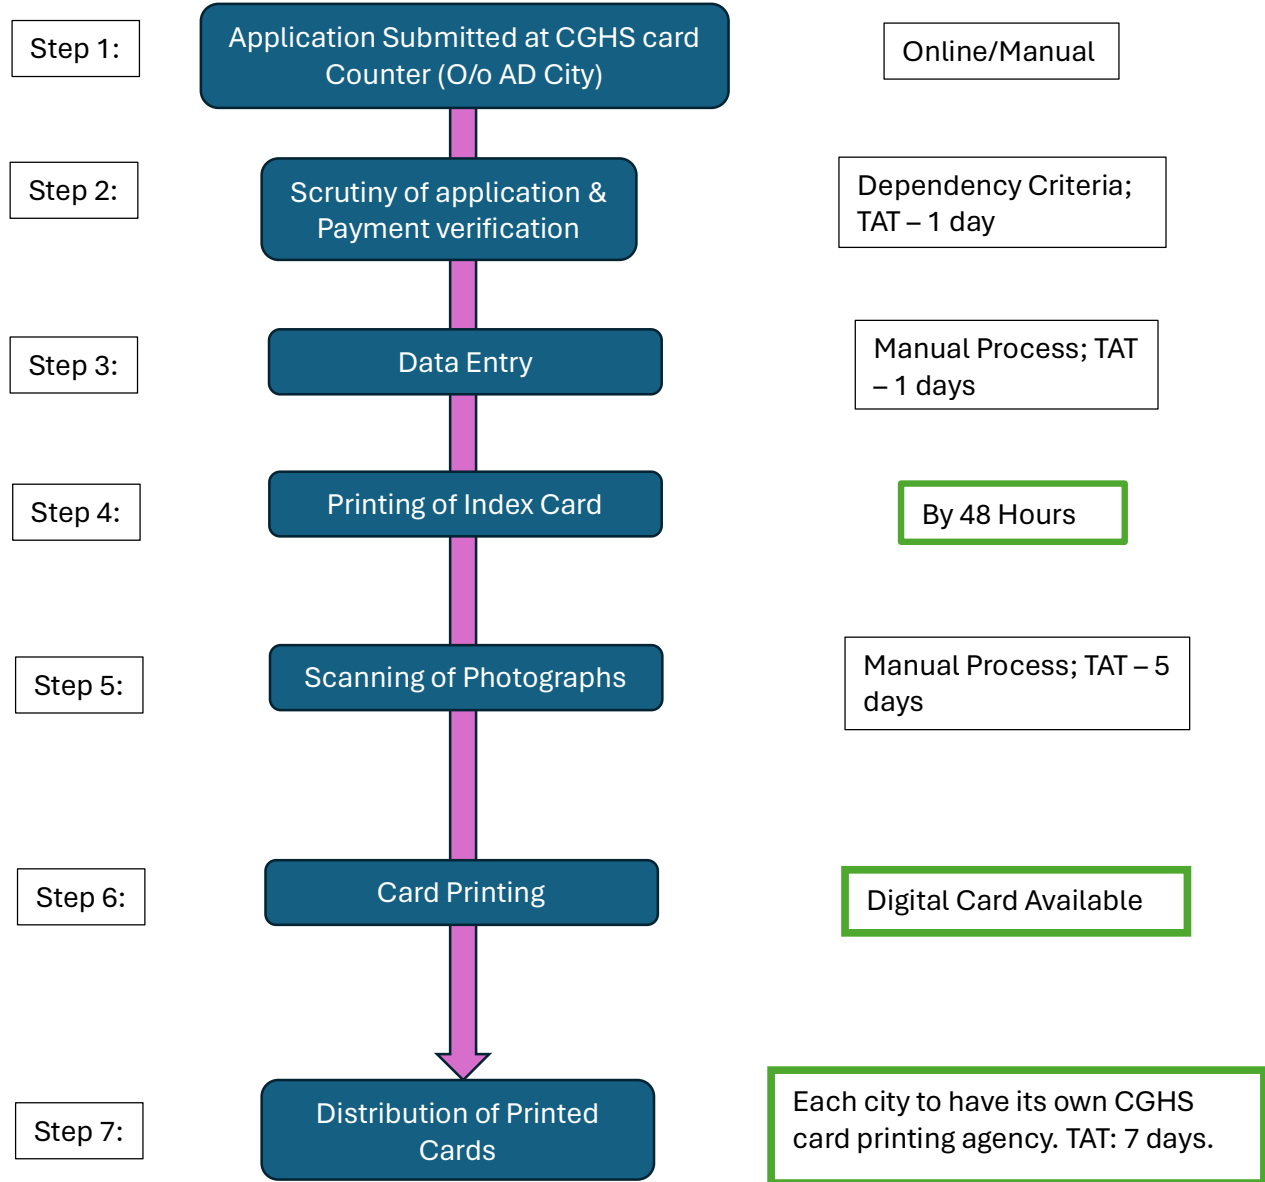 Step 1:
Application Submitted at CGHS card
Counter (O/o AD City)
Online/Manual
Step 2:
Scrutiny of application &
Payment verification
Dependency Criteria;
TAT – 1 day
Step 3:
Data Entry
Manual Process; TAT
– 1 days
Step 4:
Printing of Index Card
By 48 Hours
Step 5:
Scanning of Photographs
Manual Process; TAT – 5
days
Step 6:
Card Printing
Digital Card Available
Step 7:
Distribution of Printed
Cards
Each city to have its own CGHS
card printing agency. TAT: 7 days.